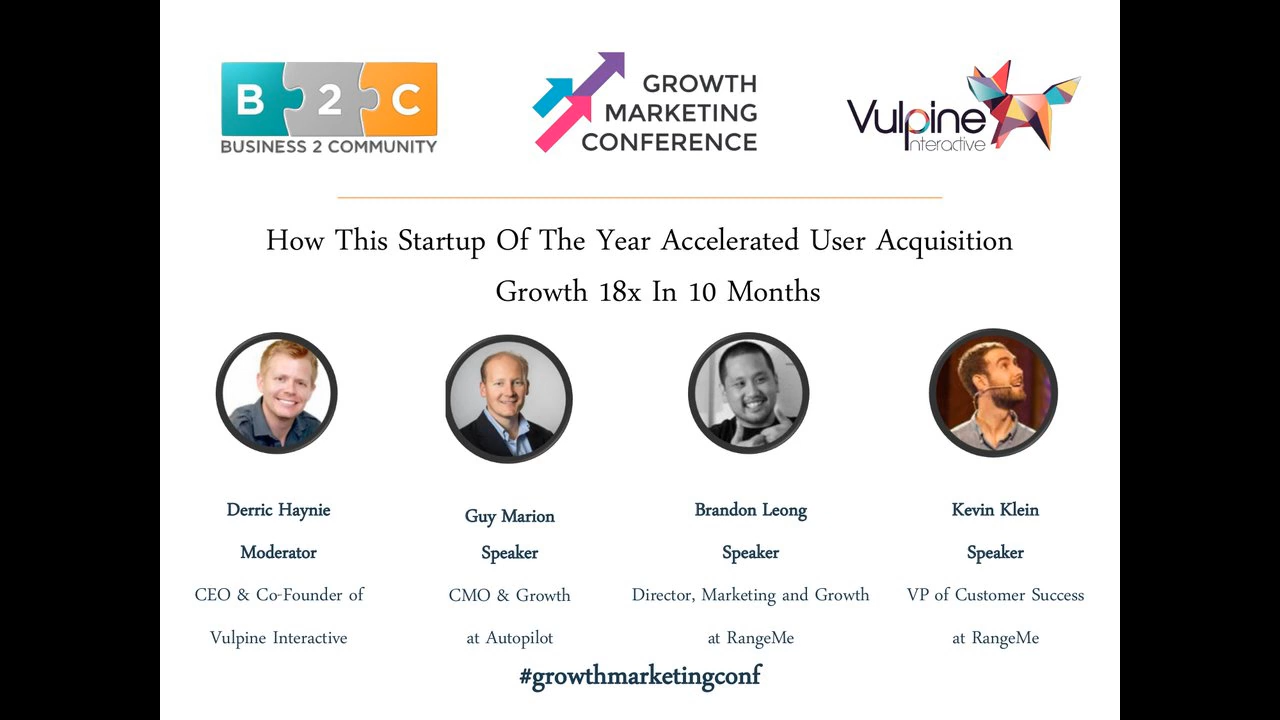 B 2 C
BUSINESS 2 COMMUNITY
GROWTH
MARKETING
CONFERENCE
Vulpine
Interactive
How This Startup Of The Year Accelerated User Acquisition
Growth 18x In 10 Months
Derric Haynie
Moderator
CEO & Co-Founder of
Vulpine Interactive
Guy Marion
Speaker
CMO & Growth
at Autopilot
Brandon Leong
Speaker
Director, Marketing and Growth
at RangeMe
Kevin Klein
Speaker
VP of Customer Success
at RangeMe
#growthmarketingconf